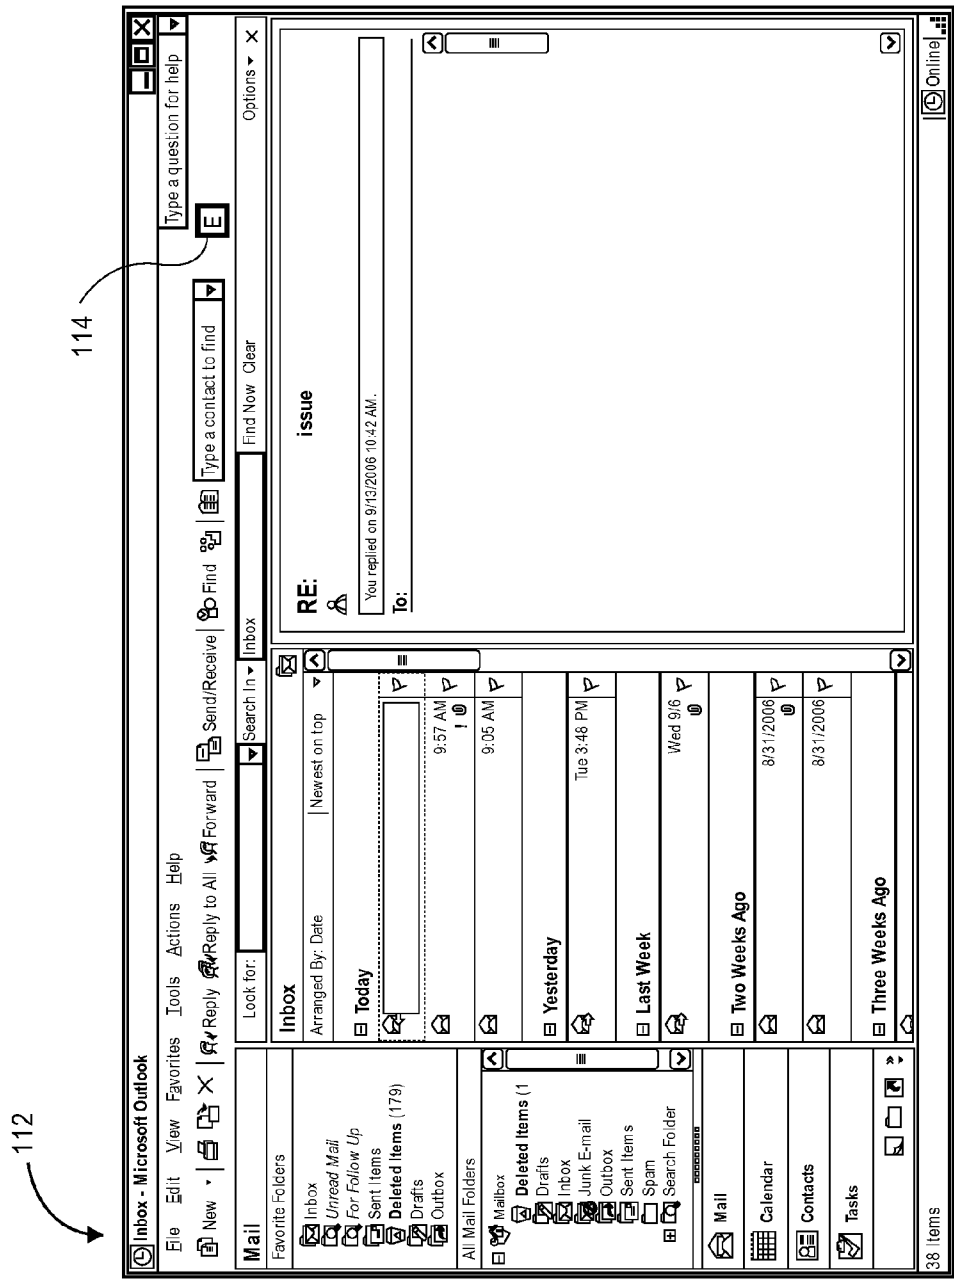 112
114
Inbox - Microsoft Outlook
File Edit View Favorites Tools Actions Help
Type a question for help
New Reply Reply to All Forward Send/Receive Find Type a contact to find E
Look for: Search In Inbox Find Now Clear Options
Mail
Favorite Folders
Inbox
Unread Mail
For Follow Up
Sent Items
Deleted Items (179)
Drafts
Outbox
All Mail Folders
Mailbox
Deleted Items (1
Drafts
Inbox
Junk E-mail
Outbox
Sent Items
Spam
Search Folder
Mail
Calendar
Contacts
Tasks
Inbox
Arranged By: Date Newest on top
Today
9:57 AM
!
9:05 AM
Yesterday
Tue 3:48 PM
Last Week
Wed 9/6
Two Weeks Ago
8/31/2006
8/31/2006
Three Weeks Ago
RE: issue
You replied on 9/13/2006 10:42 AM.
To:
38 Items
Online